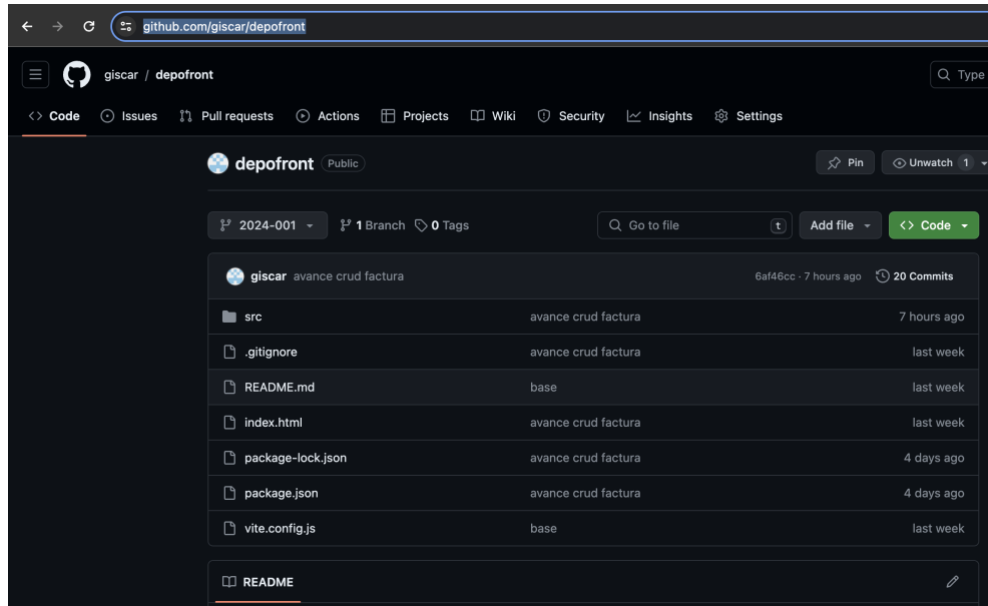 github.com/giscar/depofront
giscar / depofront
Type
Code Issues Pull requests Actions Projects Wiki Security Insights Settings
depofront Public Pin Unwatch 1
2024-001 1 Branch 0 Tags Go to file t Add file Code
giscar avance crud factura 6af46cc · 7 hours ago 20 Commits
src avance crud factura 7 hours ago
.gitignore avance crud factura last week
README.md base last week
index.html avance crud factura last week
package-lock.json avance crud factura 4 days ago
package.json avance crud factura 4 days ago
vite.config.js base last week
README